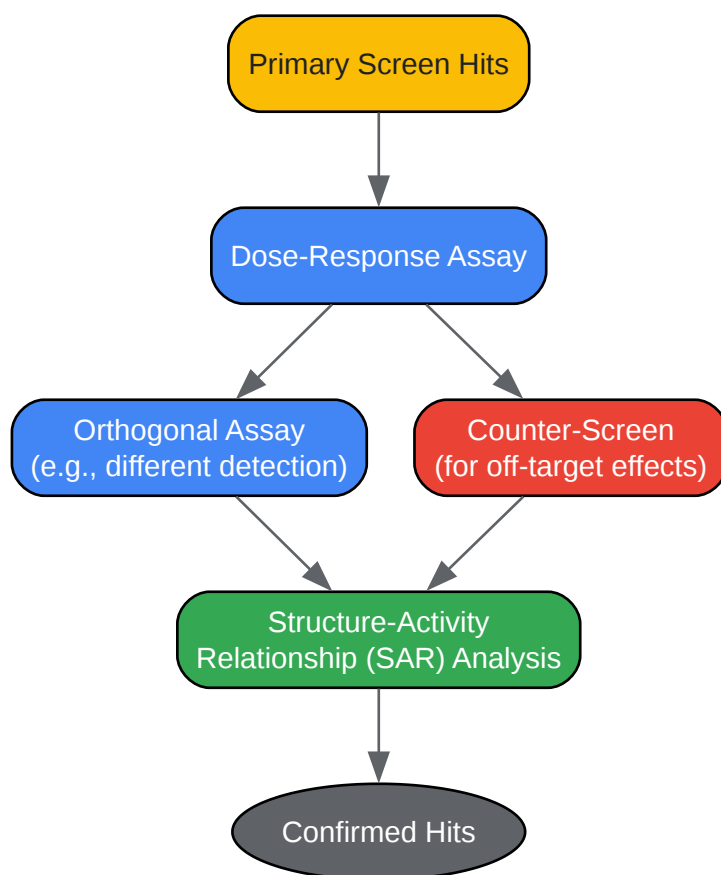 Primary Screen Hits
Dose-Response Assay
Orthogonal Assay
(e.g., different detection)
Counter-Screen
(for off-target effects)
Structure-Activity
Relationship (SAR) Analysis
Confirmed Hits